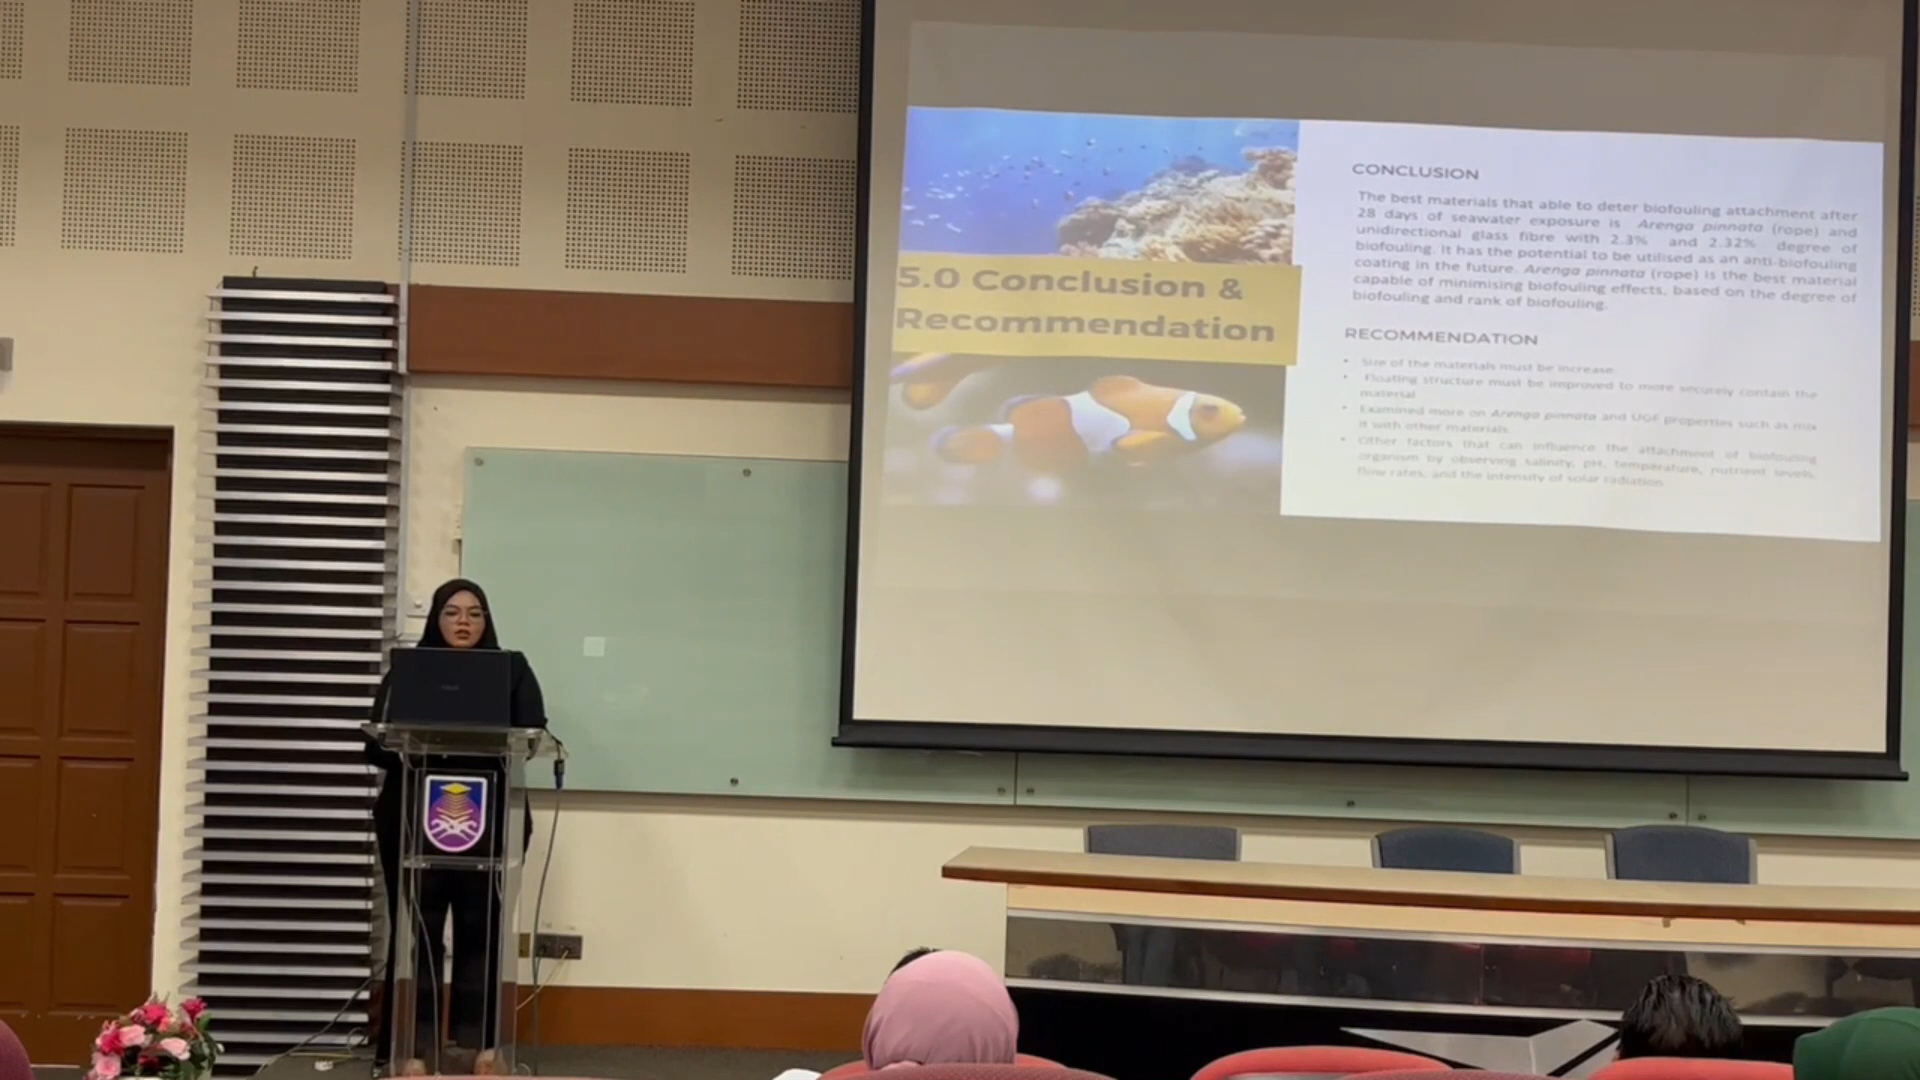 5.0 Conclusion &
Recommendation
CONCLUSION
The best materials that able to deter biofouling attachment after
28 days of seawater exposure is Arenga pinnata (rope) and
unidirectional glass fibre with 2.3% and 2.32% degree of
biofouling. It has the potential to be utilised as an anti-biofouling
coating in the future. Arenga pinnata (rope) is the best material
capable of minimising biofouling effects, based on the degree of
biofouling and rank of biofouling.
RECOMMENDATION
• Size of the materials must be increase.
• Floating structure must be improved to more securely contain the
material
• Examined more on Arenga pinnata and UGF properties such as mix
it with other materials.
• Other factors that can influence the attachment of biofouling
organism by observing salinity, pH, temperature, nutrient levels,
flow rates, and the intensity of solar radiation